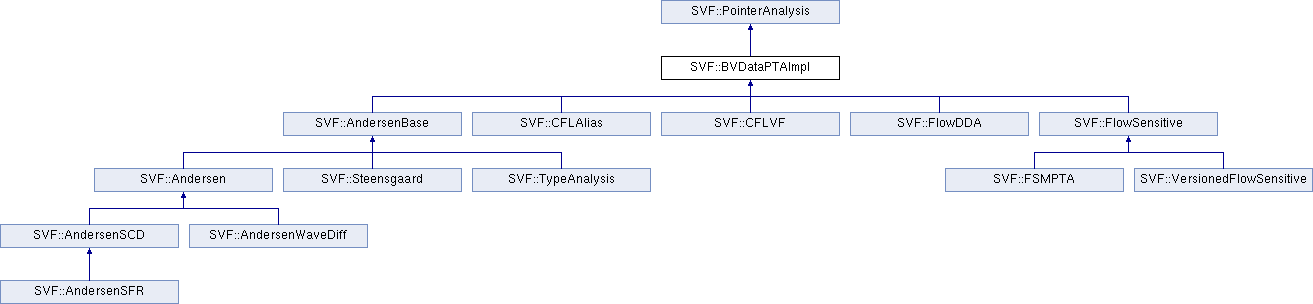 SVF::PointerAnalysis
SVF::BVDataPTAImpl
SVF::AndersenBase
SVF::CFLAlias
SVF::CFLVF
SVF::FlowDDA
SVF::FlowSensitive
SVF::Andersen
SVF::Steensgaard
SVF::TypeAnalysis
SVF::FSMPTA
SVF::VersionedFlowSensitive
SVF::AndersenSCD
SVF::AndersenWaveDiff
SVF::AndersenSFR